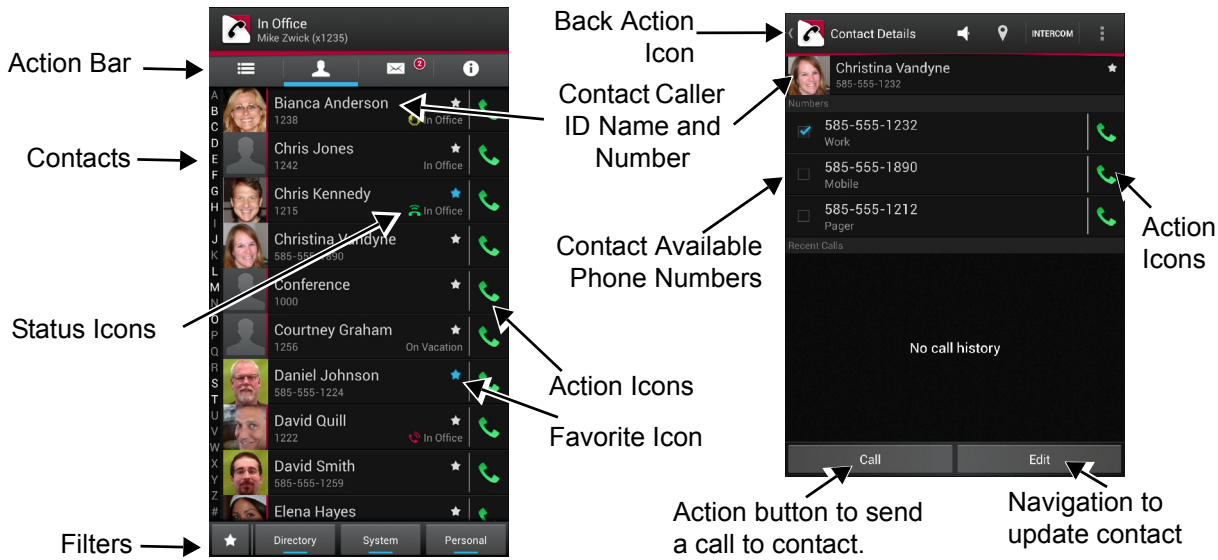 In Office
Mike Zwick (x1235)
2
A
B
C
D
E
F
G
H
I
J
K
L
M
N
O
P
Q
R
S
T
U
V
W
X
Y
Z
#
Bianca Anderson
1238
In Office
Chris Jones
1242
In Office
Chris Kennedy
1215
In Office
Christina Vandyne
585-555-1890
Conference
1000
Courtney Graham
1256
On Vacation
Daniel Johnson
585-555-1224
David Quill
1222
In Office
David Smith
585-555-1259
Elena Hayes
Directory
System
Personal
Action Bar
Contacts
Status Icons
Filters
Back Action
Icon
Contact Caller
ID Name and
Number
Contact Available
Phone Numbers
Action Icons
Favorite Icon
Contact Details
INTERCOM
Christina Vandyne
585-555-1232
Numbers
585-555-1232
Work
585-555-1890
Mobile
585-555-1212
Pager
Recent Calls
No call history
Call
Edit
Action
Icons
Action button to send
a call to contact.
Navigation to
update contact